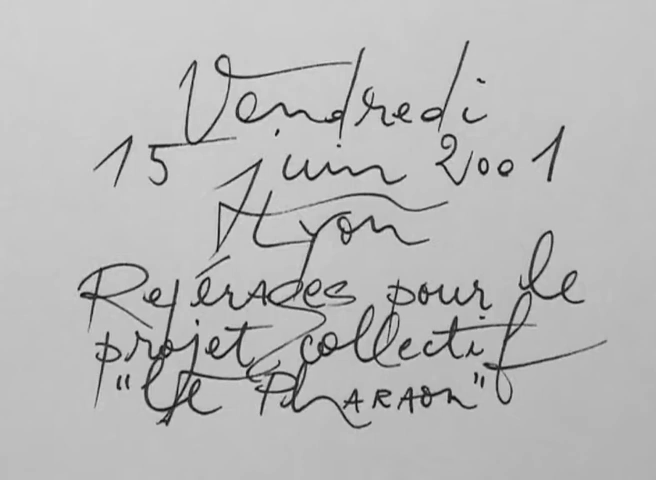 Vendredi
15 juin 2001
Lyon
Repérages pour le
projet collectif
"Le Pharaon"